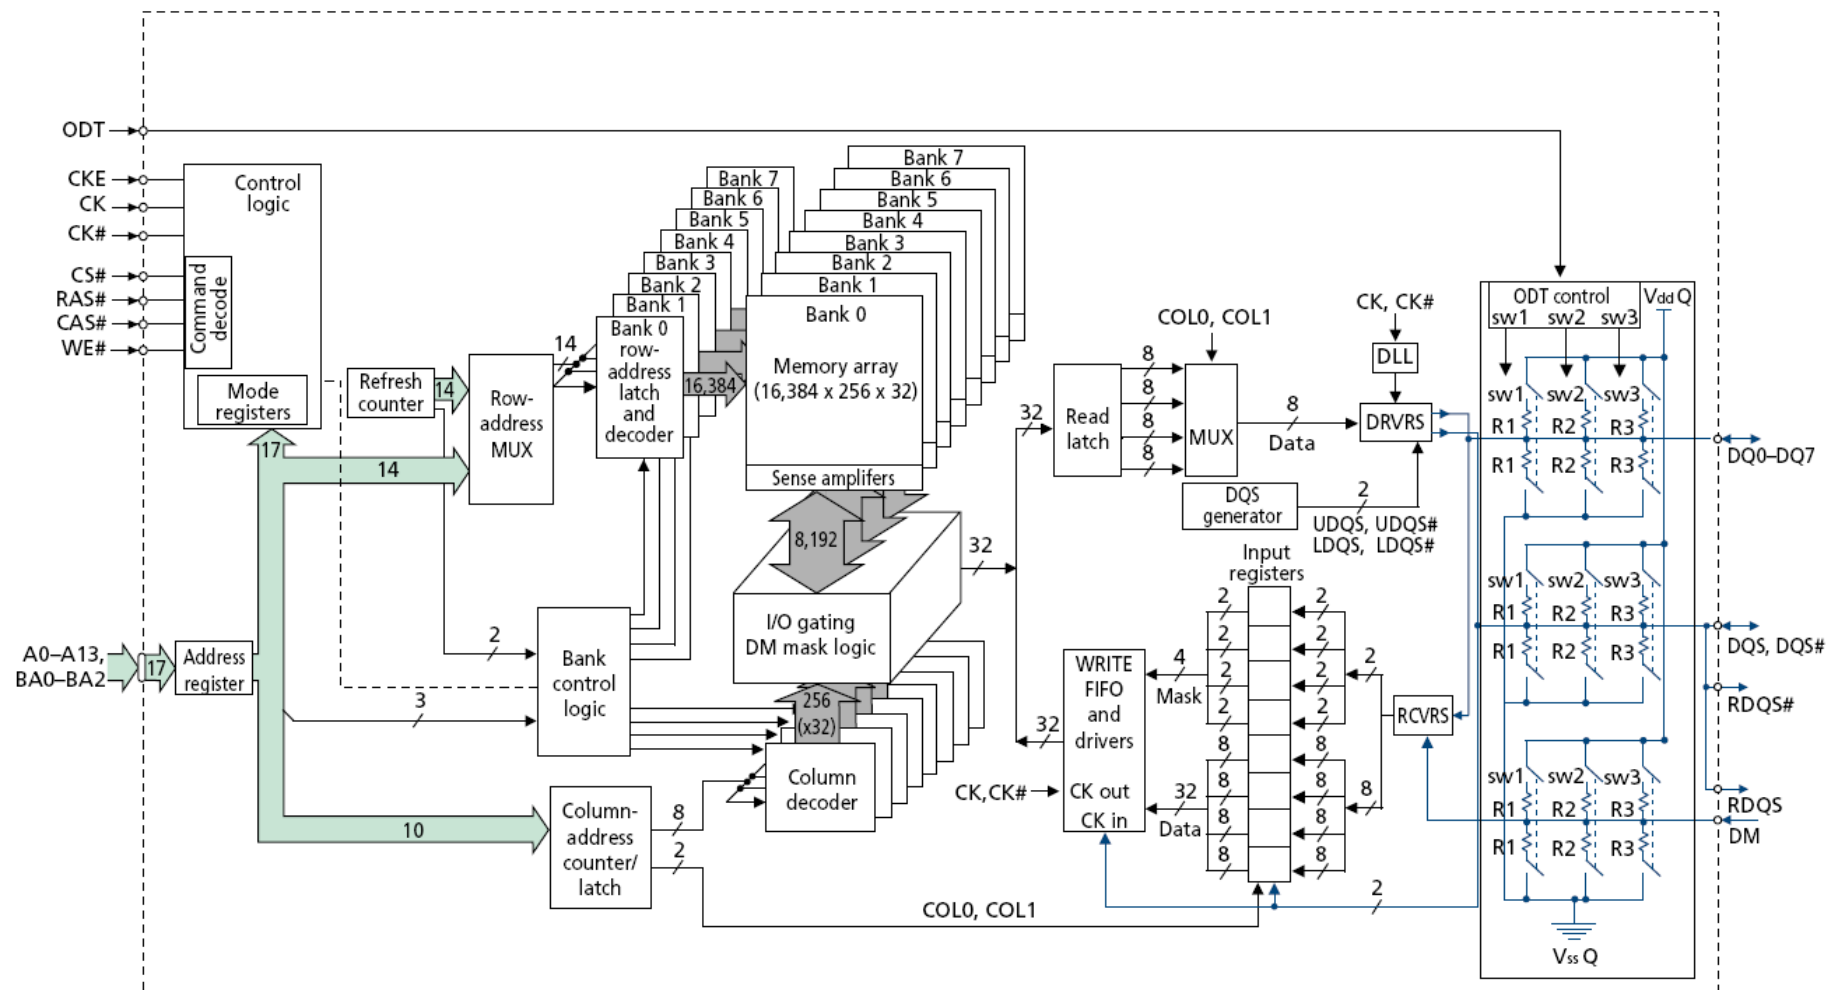 ODT
CKE
CK
CK#
CS#
RAS#
CAS#
WE#
Control
logic
Command
decode
Mode
registers
17
14
Refresh
counter
14
Row-
address
MUX
14
Bank 7
Bank 6
Bank 5
Bank 4
Bank 3
Bank 2
Bank 1
Bank 0
row-
address
latch
and
decoder
16,384
Bank 7
Bank 6
Bank 5
Bank 4
Bank 3
Bank 2
Bank 1
Bank 0
Memory array
(16,384 x 256 x 32)
Sense amplifers
8,192
I/O gating
DM mask logic
256
(x32)
Column
decoder
A0–A13,
BA0–BA2
17
Address
register
2
3
Bank
control
logic
10
Column-
address
counter/
latch
8
2
COL0, COL1
32
32
32
Read
latch
8
8
8
8
COL0, COL1
MUX
8
Data
CK, CK#
DLL
DRVRS
DQS
generator
2
UDQS, UDQS#
LDQS, LDQS#
Input
registers
2
2
2
2
8
8
8
8
2
2
2
2
8
8
8
8
2
8
RCVRS
WRITE
FIFO
and
drivers
CK out
CK in
4
Mask
32
Data
CK,CK#
2
ODT control
sw1 sw2 sw3
Vdd Q
sw1 sw2 sw3
R1 R2 R3
R1 R2 R3
sw1 sw2 sw3
R1 R2 R3
R1 R2 R3
sw1 sw2 sw3
R1 R2 R3
R1 R2 R3
Vss Q
DQ0–DQ7
DQS, DQS#
RDQS#
RDQS
DM